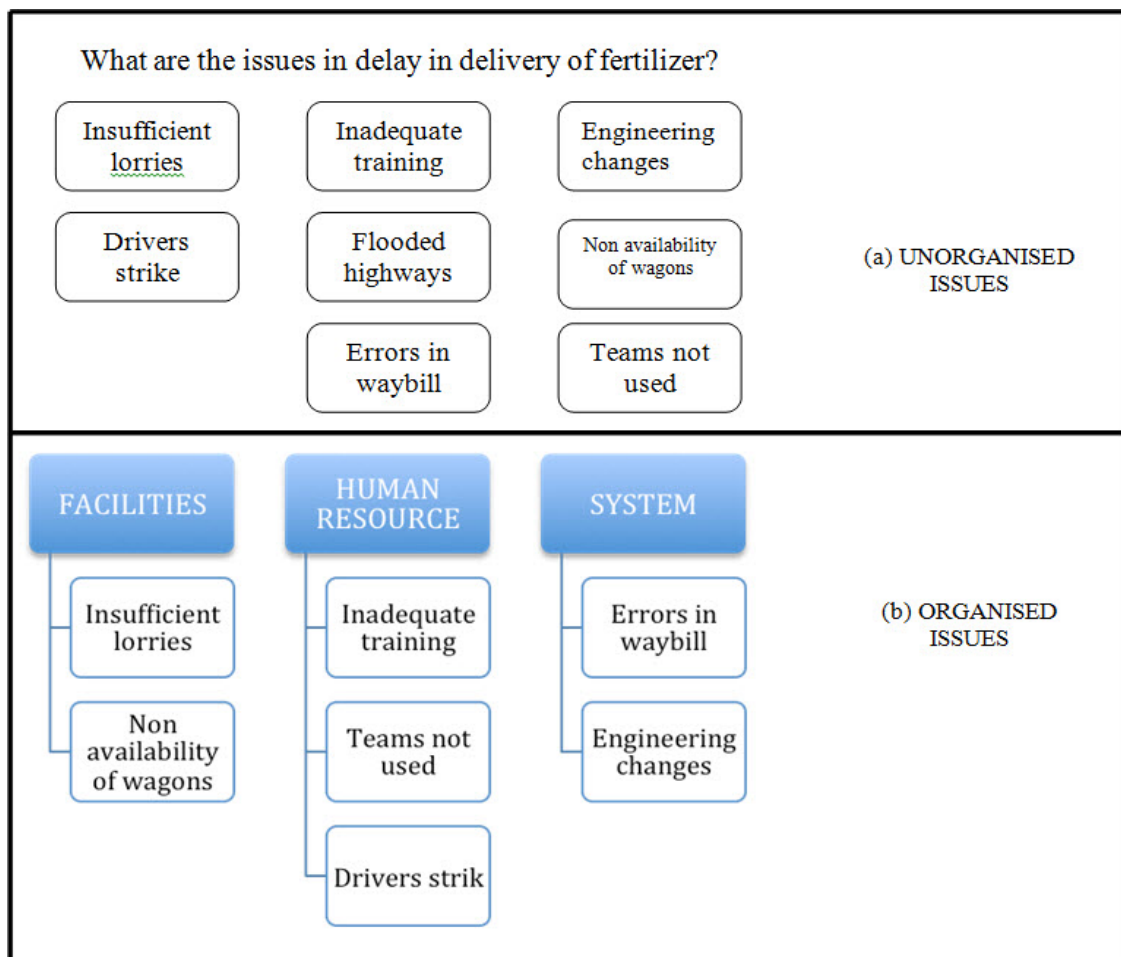 What are the issues in delay in delivery of fertilizer?
Insufficient
lorries
Inadequate
training
Engineering
changes
Drivers
strike
Flooded
highways
Non availability
of wagons
(a) UNORGANISED
ISSUES
Errors in
waybill
Teams not
used
FACILITIES
HUMAN
RESOURCE
SYSTEM
Insufficient
lorries
Inadequate
training
Errors in
waybill
(b) ORGANISED
ISSUES
Non
availability
of wagons
Teams not
used
Engineering
changes
Drivers strik